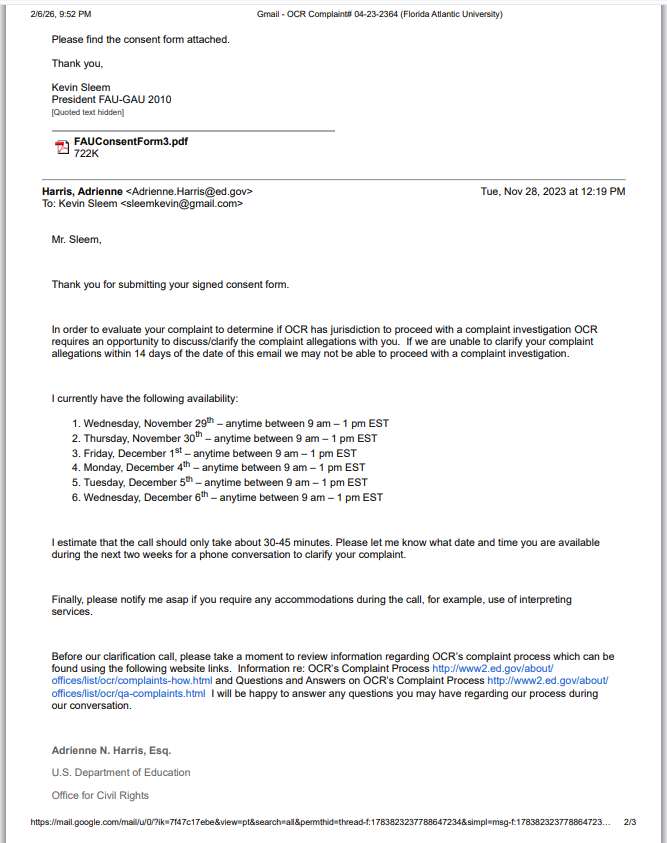 2/6/26, 9:52 PM Gmail - OCR Complaint# 04-23-2364 (Florida Atlantic University)
Please find the consent form attached.
Thank you,
Kevin Sleem
President FAU-GAU 2010
[Quoted text hidden]
FAUConsentForm3.pdf
722K
Harris, Adrienne <Adrienne.Harris@ed.gov> Tue, Nov 28, 2023 at 12:19 PM
To: Kevin Sleem <sleemkevin@gmail.com>
Mr. Sleem,
Thank you for submitting your signed consent form.
In order to evaluate your complaint to determine if OCR has jurisdiction to proceed with a complaint investigation OCR
requires an opportunity to discuss/clarify the complaint allegations with you.  If we are unable to clarify your complaint
allegations within 14 days of the date of this email we may not be able to proceed with a complaint investigation.
I currently have the following availability:
1. Wednesday, November 29th – anytime between 9 am – 1 pm EST
2. Thursday, November 30th – anytime between 9 am – 1 pm EST
3. Friday, December 1st – anytime between 9 am – 1 pm EST
4. Monday, December 4th – anytime between 9 am – 1 pm EST
5. Tuesday, December 5th – anytime between 9 am – 1 pm EST
6. Wednesday, December 6th – anytime between 9 am – 1 pm EST
I estimate that the call should only take about 30-45 minutes. Please let me know what date and time you are available
during the next two weeks for a phone conversation to clarify your complaint.
Finally, please notify me asap if you require any accommodations during the call, for example, use of interpreting
services.
Before our clarification call, please take a moment to review information regarding OCR's complaint process which can be
found using the following website links.  Information re: OCR's Complaint Process http://www2.ed.gov/about/
offices/list/ocr/complaints-how.html and Questions and Answers on OCR's Complaint Process http://www2.ed.gov/about/
offices/list/ocr/qa-complaints.html  I will be happy to answer any questions you may have regarding our process during
our conversation.
Adrienne N. Harris, Esq.
U.S. Department of Education
Office for Civil Rights
https://mail.google.com/mail/u/0/?ik=7f47c17ebe&view=pt&search=all&permthid=thread-f:1783823237788647234&simpl=msg-f:178382323778864723... 2/3